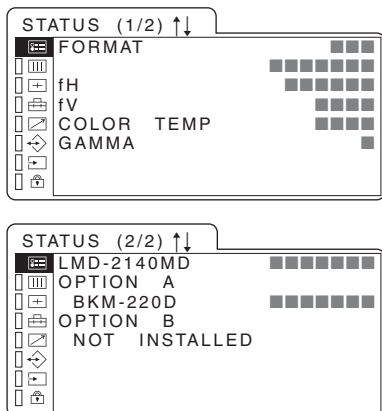 STATUS (1/2) ↑↓
FORMAT ■■■
■■■■■■■
fH ■■■■■■
fV ■■■■
COLOR TEMP ■■■■
GAMMA ■
STATUS (2/2) ↑↓
LMD-2140MD ■■■■■■■
OPTION A
BKM-220D ■■■■■■■
OPTION B
NOT INSTALLED